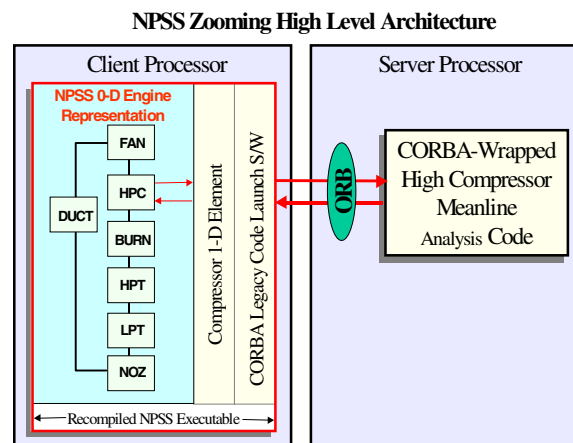 NPSS Zooming High Level Architecture
Client Processor
NPSS 0-D Engine
Representation
FAN
HPC
DUCT
BURN
HPT
LPT
NOZ
Compressor 1-D Element
CORBA Legacy Code Launch S/W
Recompiled NPSS Executable
ORB
Server Processor
CORBA-Wrapped
High Compressor
Meanline
Analysis Code